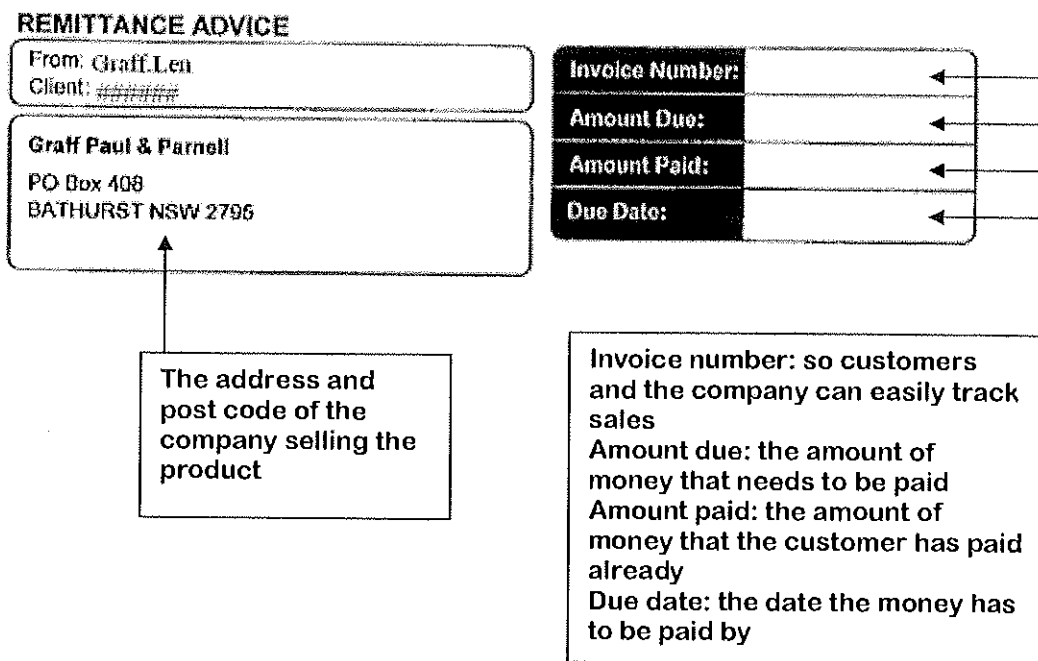 REMITTANCE ADVICE
From: Graff.Len
Client: ######
Graff Paul & Parnell
PO Box 408
BATHURST NSW 2795
Invoice Number:
Amount Due:
Amount Paid:
Due Date:
The address and
post code of the
company selling the
product
Invoice number: so customers
and the company can easily track
sales
Amount due: the amount of
money that needs to be paid
Amount paid: the amount of
money that the customer has paid
already
Due date: the date the money has
to be paid by